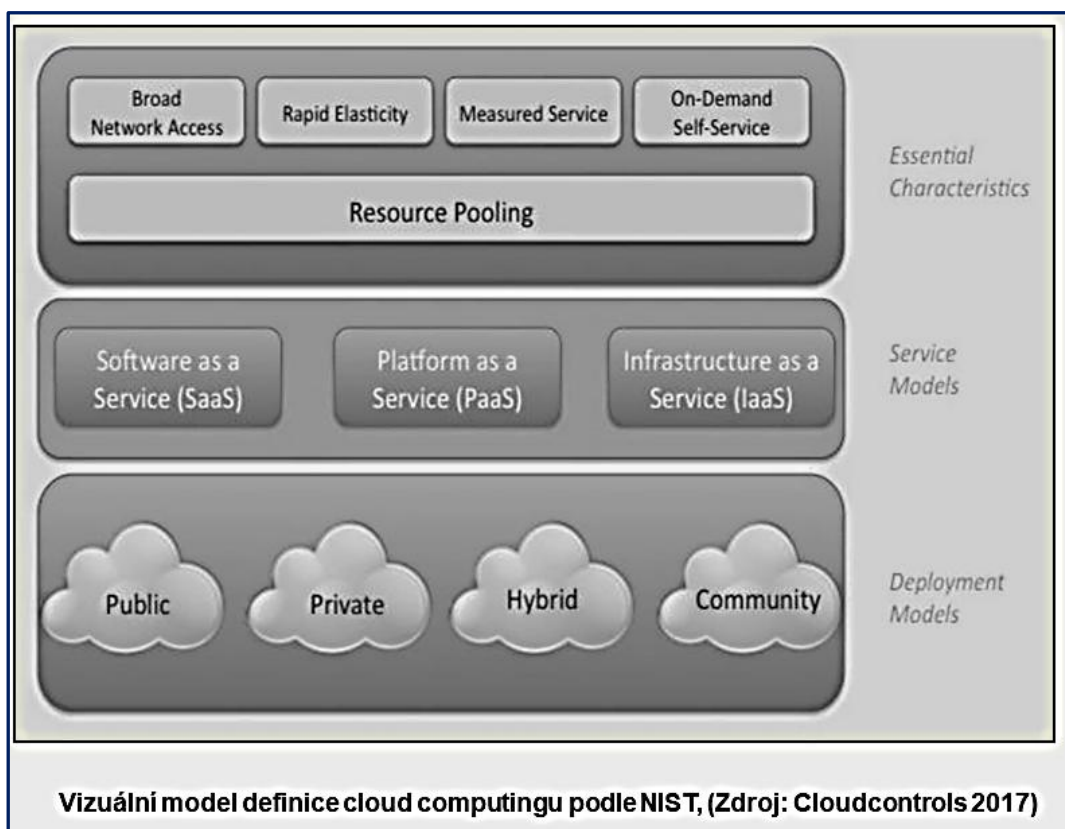 Broad
Network Access
Rapid Elasticity
Measured Service
On-Demand
Self-Service
Resource Pooling
Essential
Characteristics
Software as a
Service (SaaS)
Platform as a
Service (PaaS)
Infrastructure as a
Service (IaaS)
Service
Models
Public
Private
Hybrid
Community
Deployment
Models
Vizuální model definice cloud computingu podle NIST, (Zdroj: Cloudcontrols 2017)